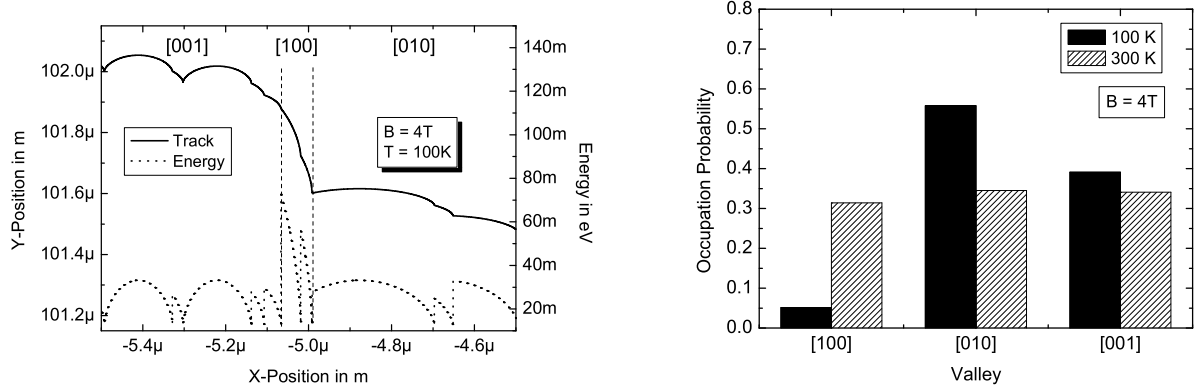 [001] [100] [010]
140m
120m
100m
80m
60m
40m
20m
102.0µ
101.8µ
101.6µ
101.4µ
101.2µ
Track
Energy
B = 4T
T = 100K
Y-Position in m
Energy in eV
-5.4µ -5.2µ -5.0µ -4.8µ -4.6µ
X-Position in m
0.8
0.7
0.6
0.5
0.4
0.3
0.2
0.1
0.0
Occupation Probability
100 K
300 K
B = 4T
[100] [010] [001]
Valley